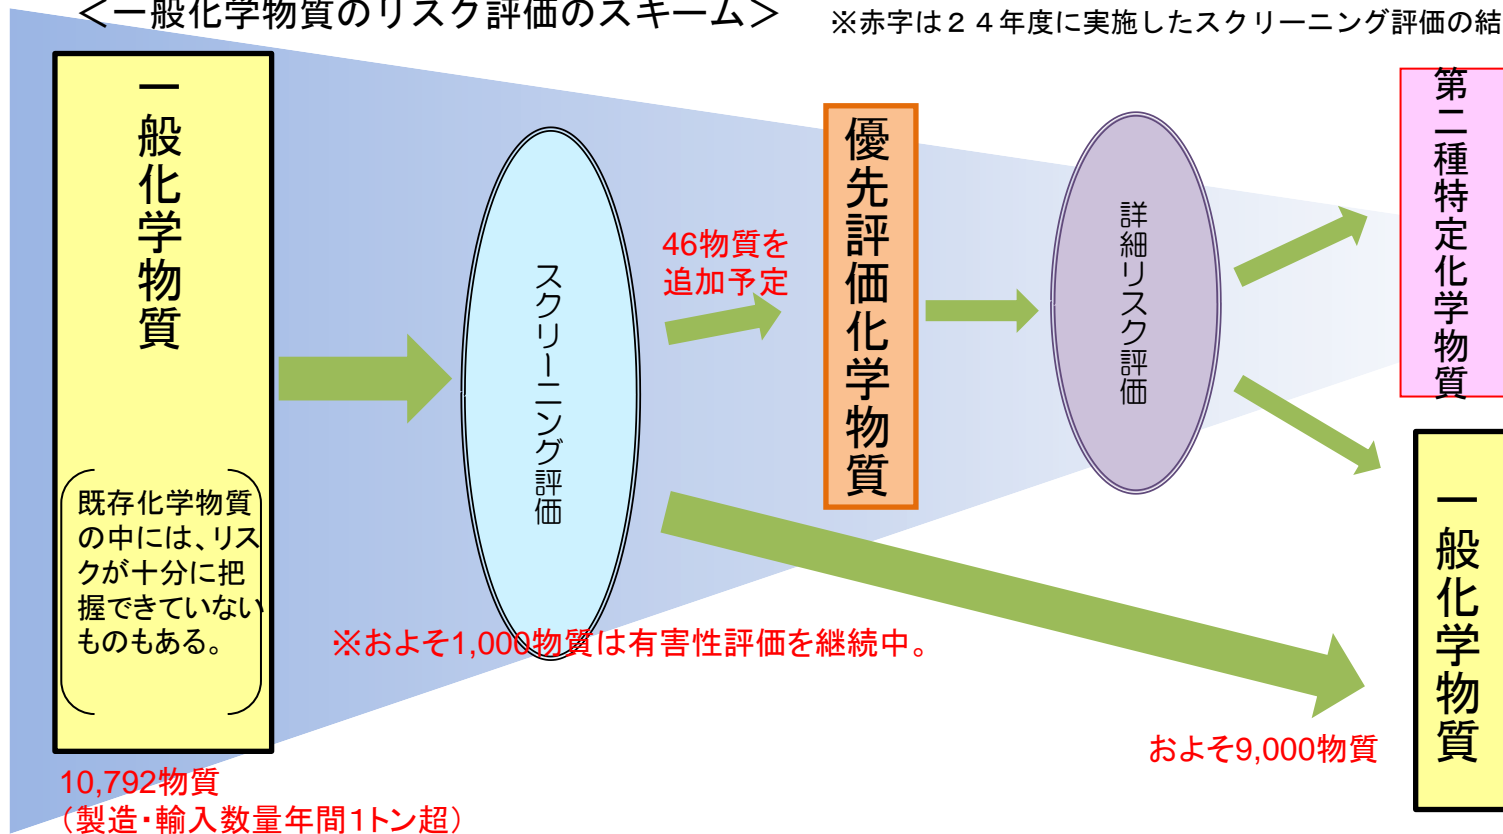 ＜一般化学物質のリスク評価のスキーム＞
※赤字は２４年度に実施したスクリーニング評価の結
一般化学物質
既存化学物質
の中には、リス
クが十分に把
握できていない
ものもある。
10,792物質
（製造・輸入数量年間１トン超）
スクリーニング評価
46物質を
追加予定
※およそ1,000物質は有害性評価を継続中。
優先評価化学物質
詳細リスク評価
第二種特定化学物質
およそ9,000物質
一般化学物質